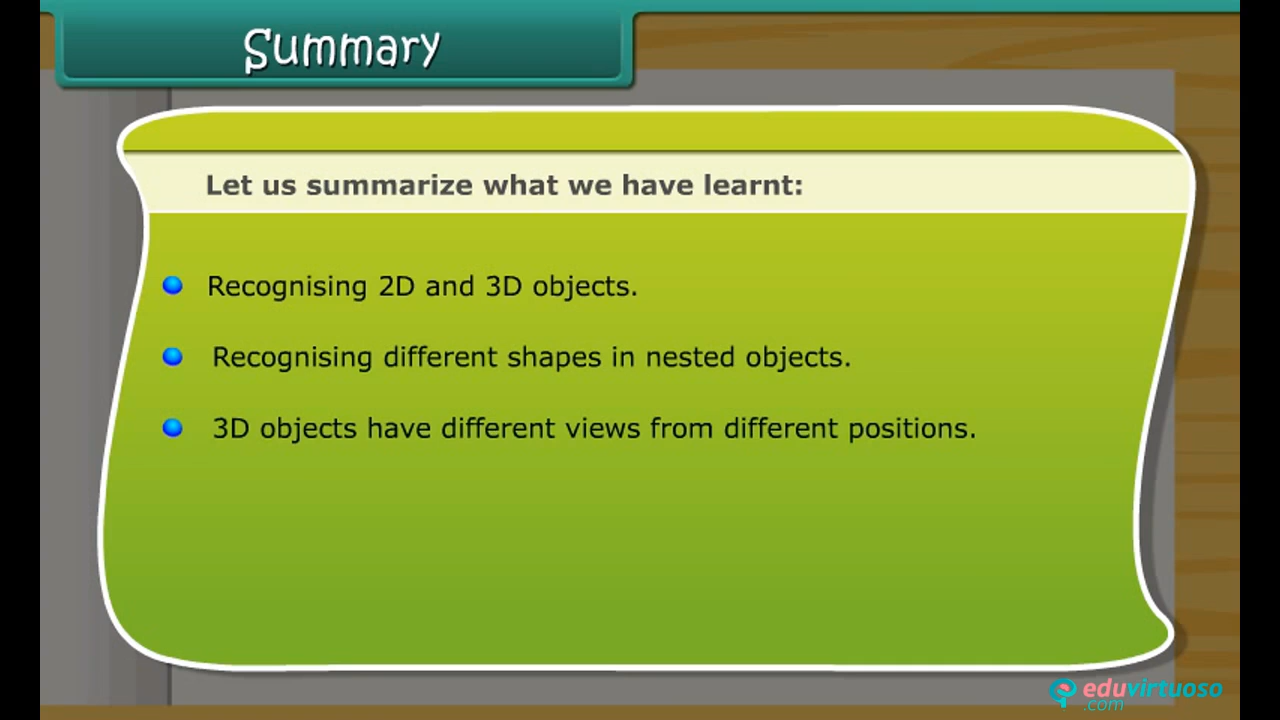 Summary
Let us summarize what we have learnt:
Recognising 2D and 3D objects.
Recognising different shapes in nested objects.
3D objects have different views from different positions.
eduvirtuoso
.com